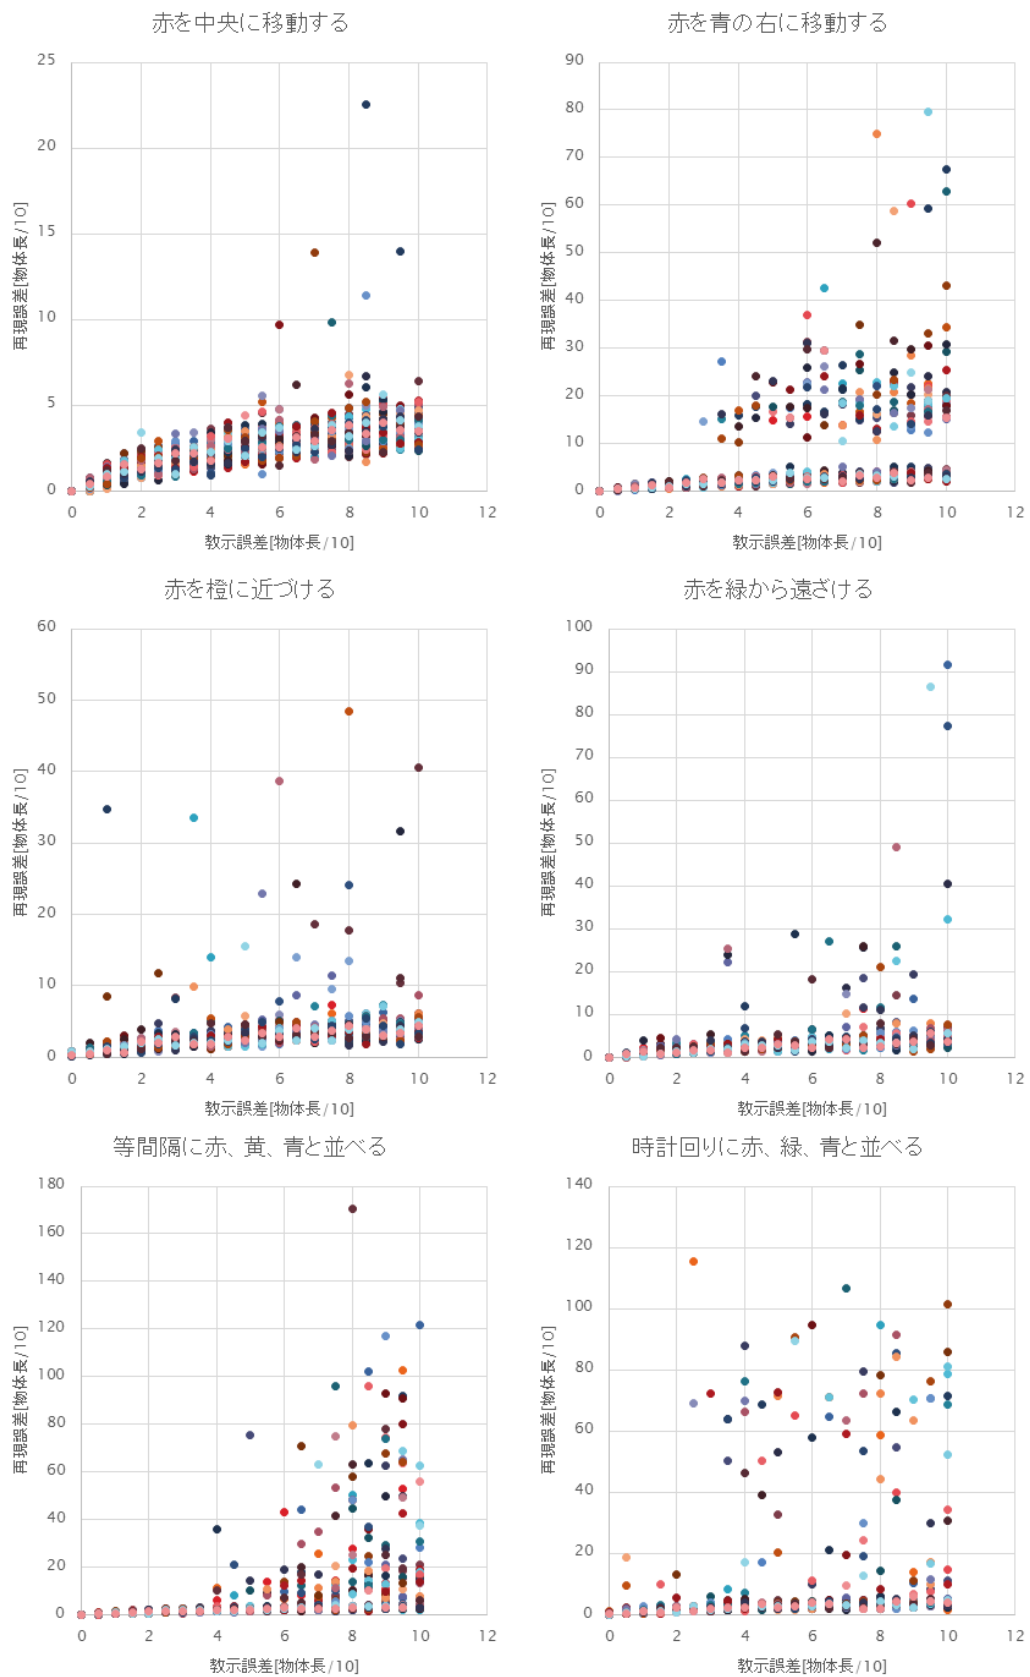 赤を中央に移動する
25
20
15
10
5
0
0 2 4 6 8 10 12
再現誤差[物体長/10]
教示誤差[物体長/10]
赤を青の右に移動する
90
80
70
60
50
40
30
20
10
0
0 2 4 6 8 10 12
再現誤差[物体長/10]
教示誤差[物体長/10]
赤を橙に近づける
60
50
40
30
20
10
0
0 2 4 6 8 10 12
再現誤差[物体長/10]
教示誤差[物体長/10]
赤を緑から遠ざける
100
90
80
70
60
50
40
30
20
10
0
0 2 4 6 8 10 12
再現誤差[物体長/10]
教示誤差[物体長/10]
等間隔に赤、黄、青と並べる
180
160
140
120
100
80
60
40
20
0
0 2 4 6 8 10 12
再現誤差[物体長/10]
教示誤差[物体長/10]
時計回りに赤、緑、青と並べる
140
120
100
80
60
40
20
0
0 2 4 6 8 10 12
再現誤差[物体長/10]
教示誤差[物体長/10]